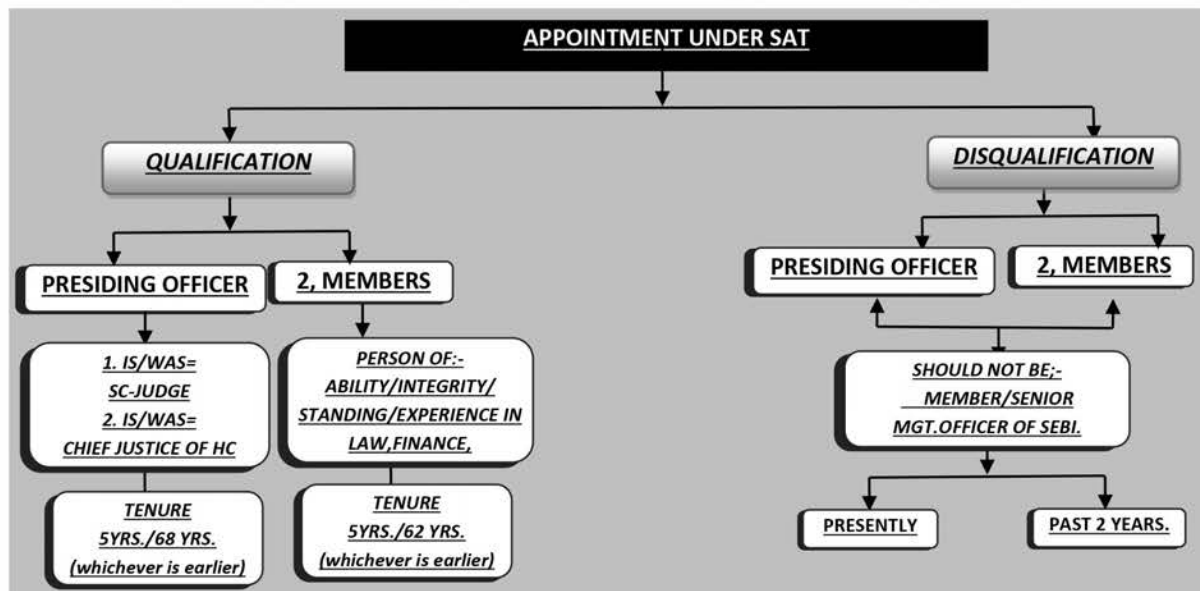 APPOINTMENT UNDER SAT
QUALIFICATION
DISQUALIFICATION
PRESIDING OFFICER
2, MEMBERS
PRESIDING OFFICER
2, MEMBERS
1. IS/WAS=
SC-JUDGE
2. IS/WAS=
CHIEF JUSTICE OF HC
PERSON OF:-
ABILITY/INTEGRITY/
STANDING/EXPERIENCE IN
LAW,FINANCE,
SHOULD NOT BE;-
MEMBER/SENIOR
MGT.OFFICER OF SEBI.
TENURE
5YRS./68 YRS.
(whichever is earlier)
TENURE
5YRS./62 YRS.
(whichever is earlier)
PRESENTLY
PAST 2 YEARS.